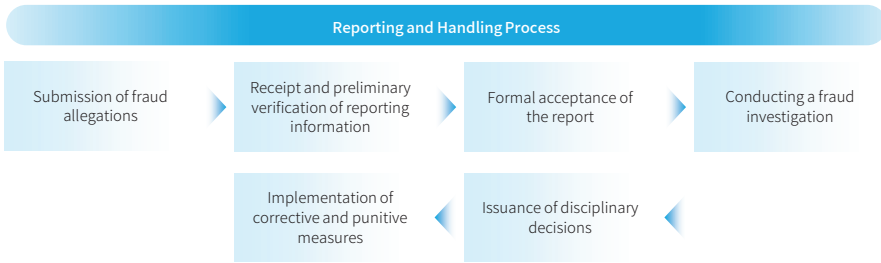 Reporting and Handling Process
Submission of fraud
allegations
Receipt and preliminary
verification of reporting
information
Formal acceptance of
the report
Conducting a fraud
investigation
Issuance of disciplinary
decisions
Implementation of
corrective and punitive
measures